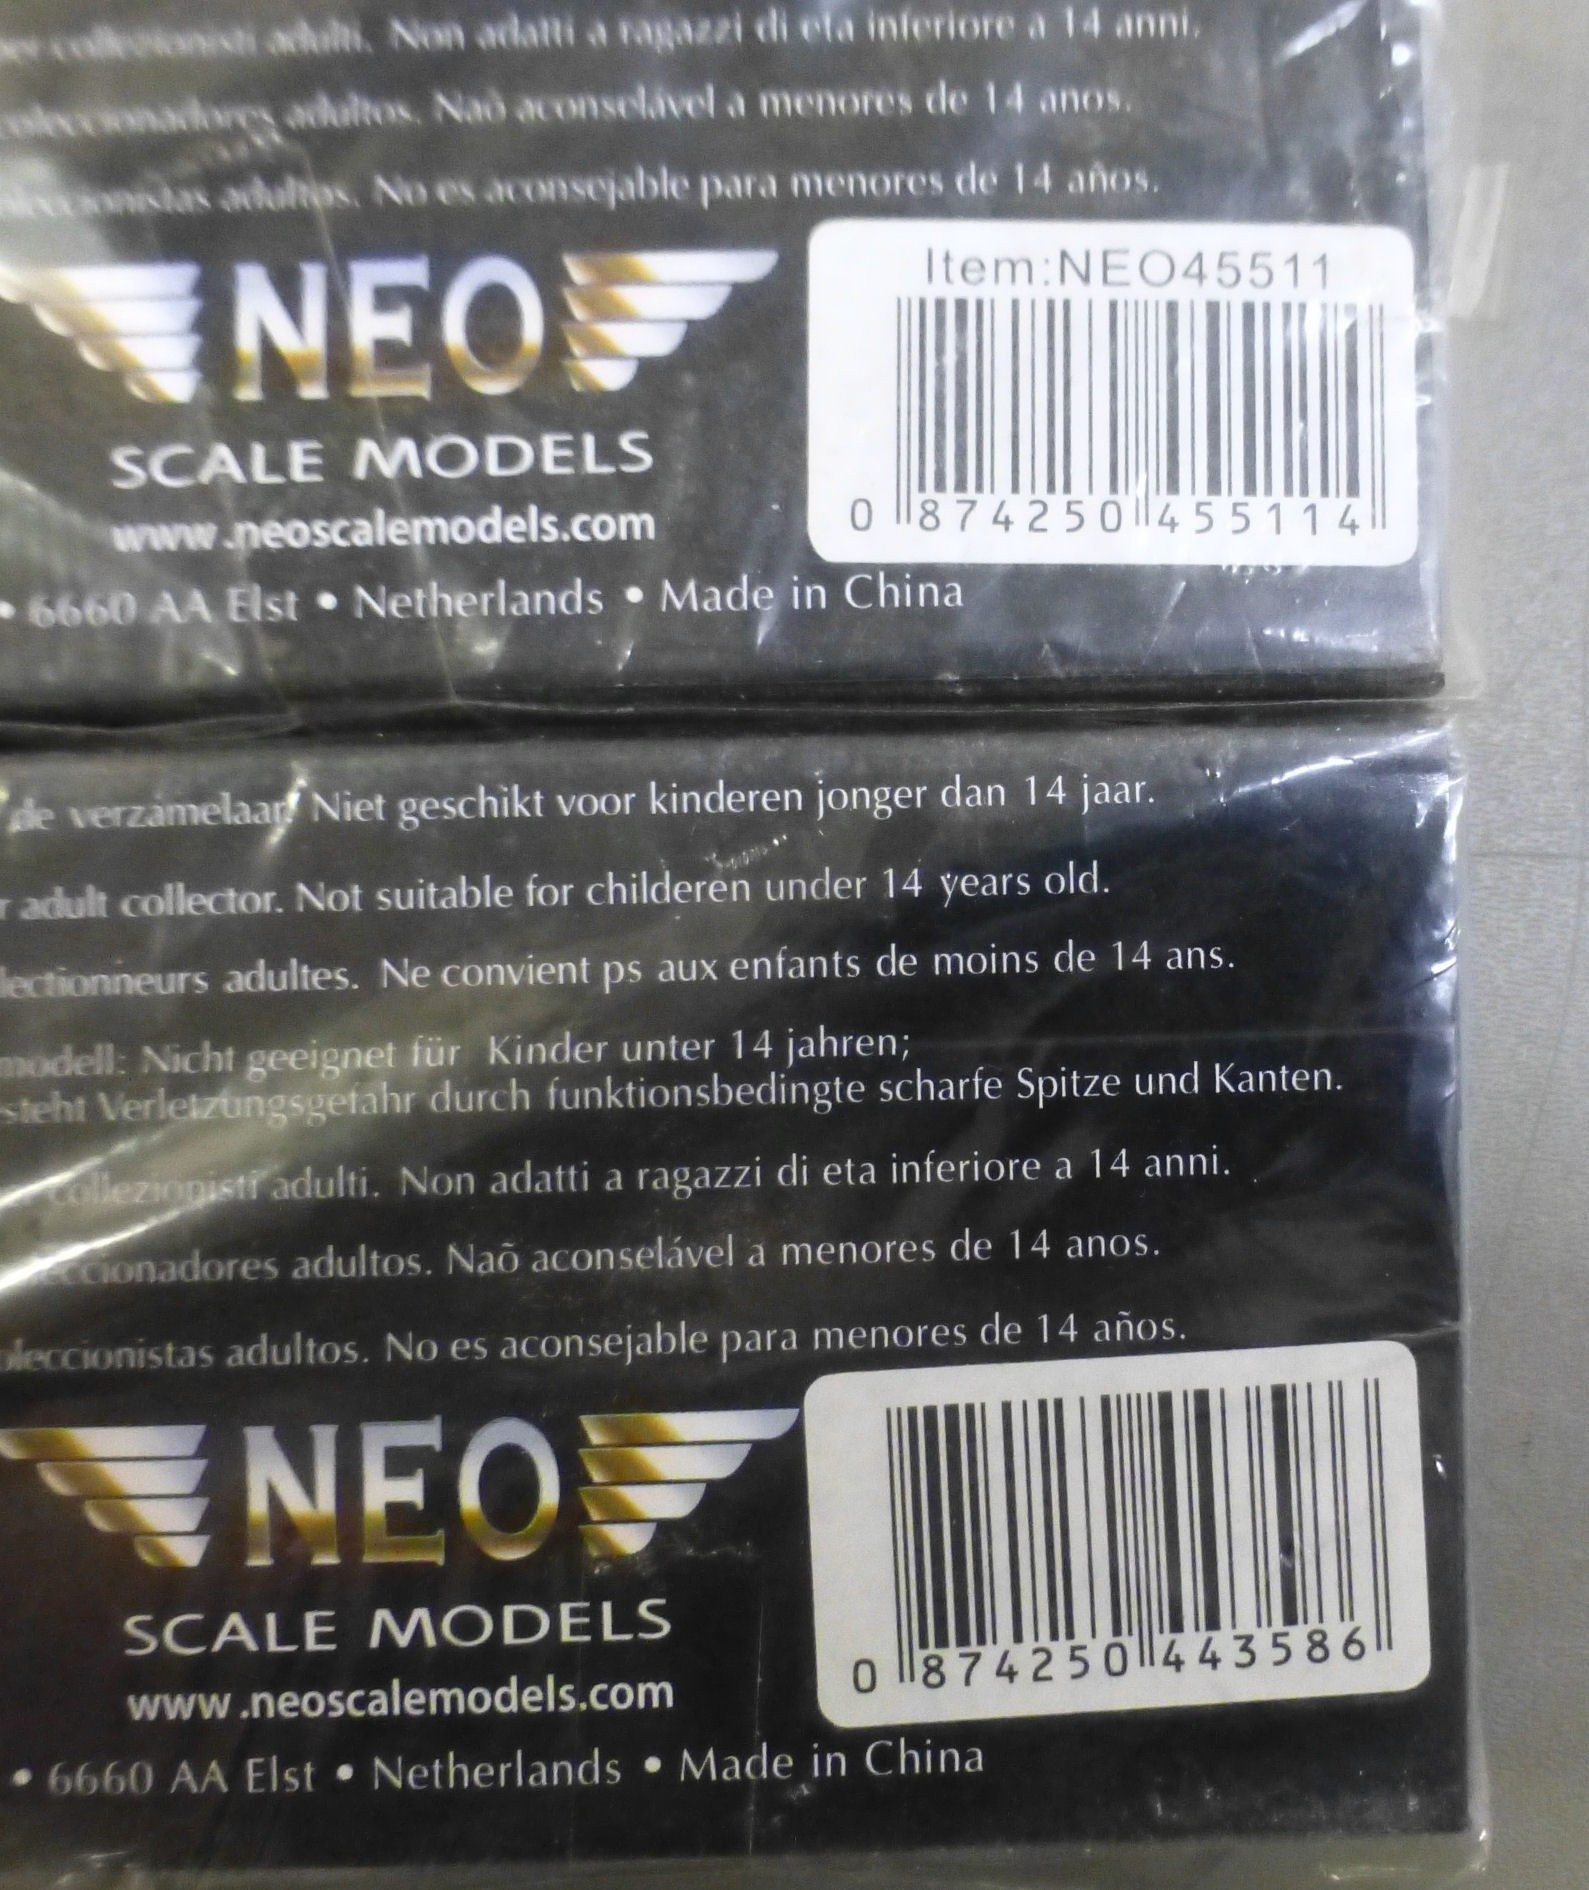 collezionisti adulti. Non adatti a ragazzi di eta inferiore a 14 anni.
adultos. Naõ aconselável a menores de 14 anos.
adultos. No es aconsejable para menores de 14 años.
NEO
SCALE MODELS
www.neoscalemodels.com
Item:NEO45511
0 874250 455114
• 6660 AA Elst • Netherlands • Made in China
de verzamelaar. Niet geschikt voor kinderen jonger dan 14 jaar.
adult collector. Not suitable for childeren under 14 years old.
lectionneurs adultes. Ne convient ps aux enfants de moins de 14 ans.
modell: Nicht geeignet für Kinder unter 14 jahren;
steht Verletzungsgefahr durch funktionsbedingte scharfe Spitze und Kanten.
collezionisti adulti. Non adatti a ragazzi di eta inferiore a 14 anni.
ccionadores adultos. Naõ aconselável a menores de 14 anos.
leccionistas adultos. No es aconsejable para menores de 14 años.
NEO
SCALE MODELS
www.neoscalemodels.com
0 874250 443586
• 6660 AA Elst • Netherlands • Made in China